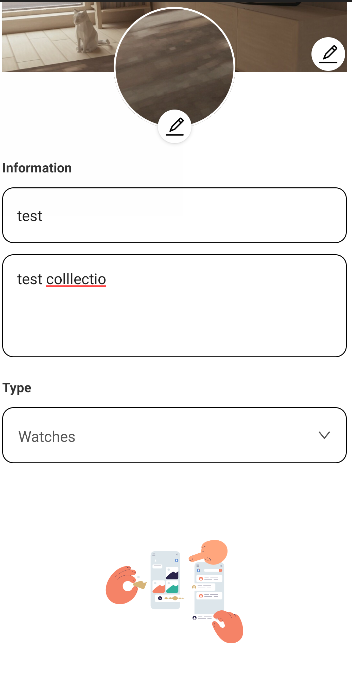 Information
test
test colllectio
Type
Watches